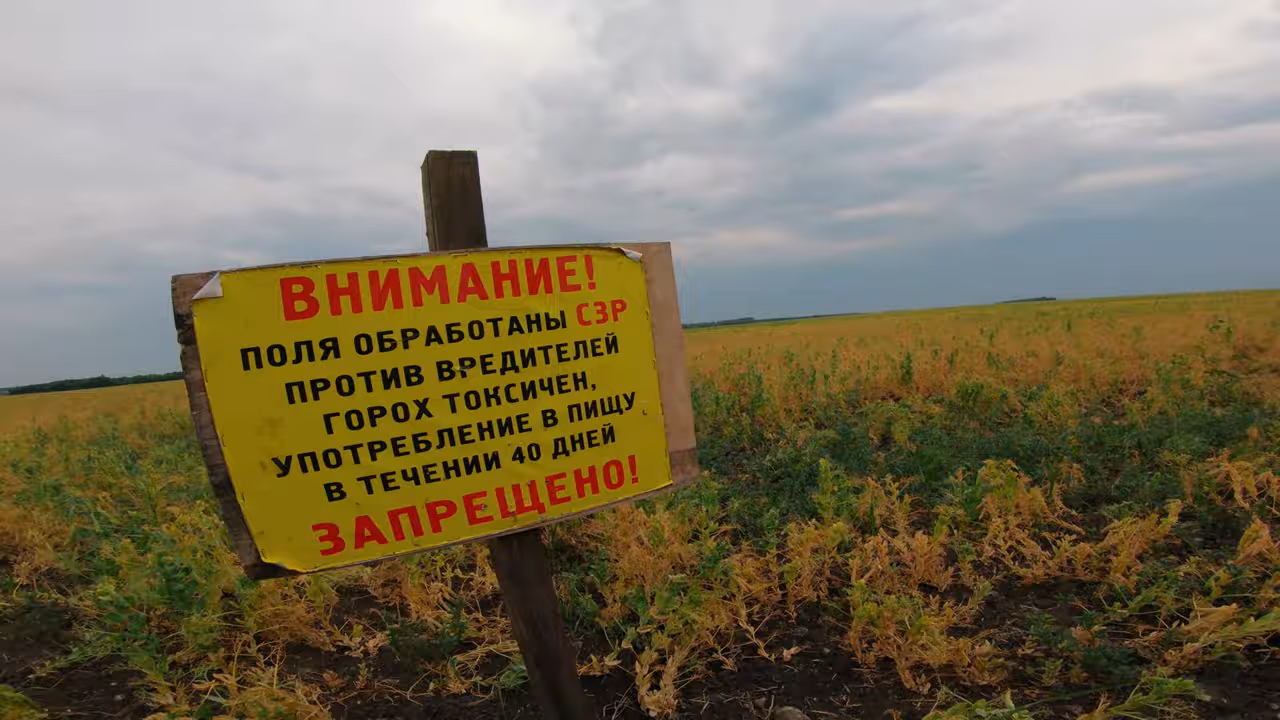 ВНИМАНИЕ!
ПОЛЯ ОБРАБОТАНЫ СЗР
ПРОТИВ ВРЕДИТЕЛЕЙ
ГОРОХ ТОКСИЧЕН,
УПОТРЕБЛЕНИЕ В ПИЩУ
В ТЕЧЕНИИ 40 ДНЕЙ
ЗАПРЕЩЕНО!